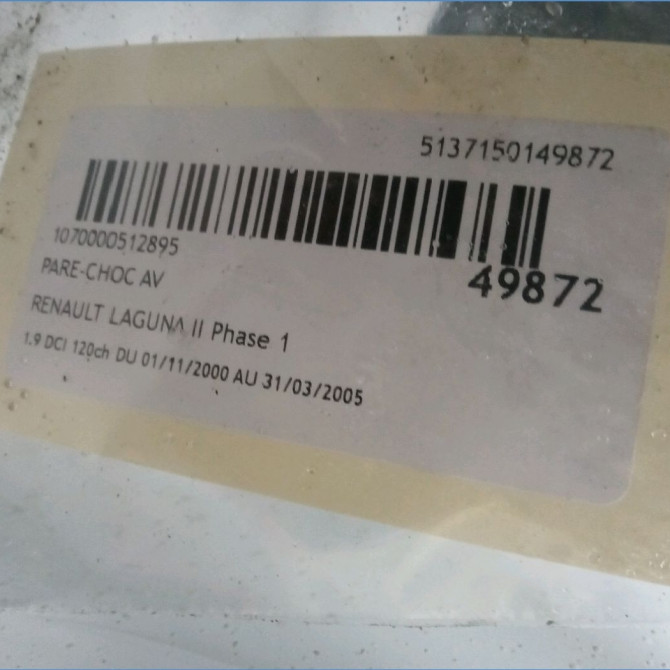 5137150149872
1070000512895
49872
PARE-CHOC AV
RENAULT LAGUNA II Phase 1
1.9 DCI 120ch DU 01/11/2000 AU 31/03/2005